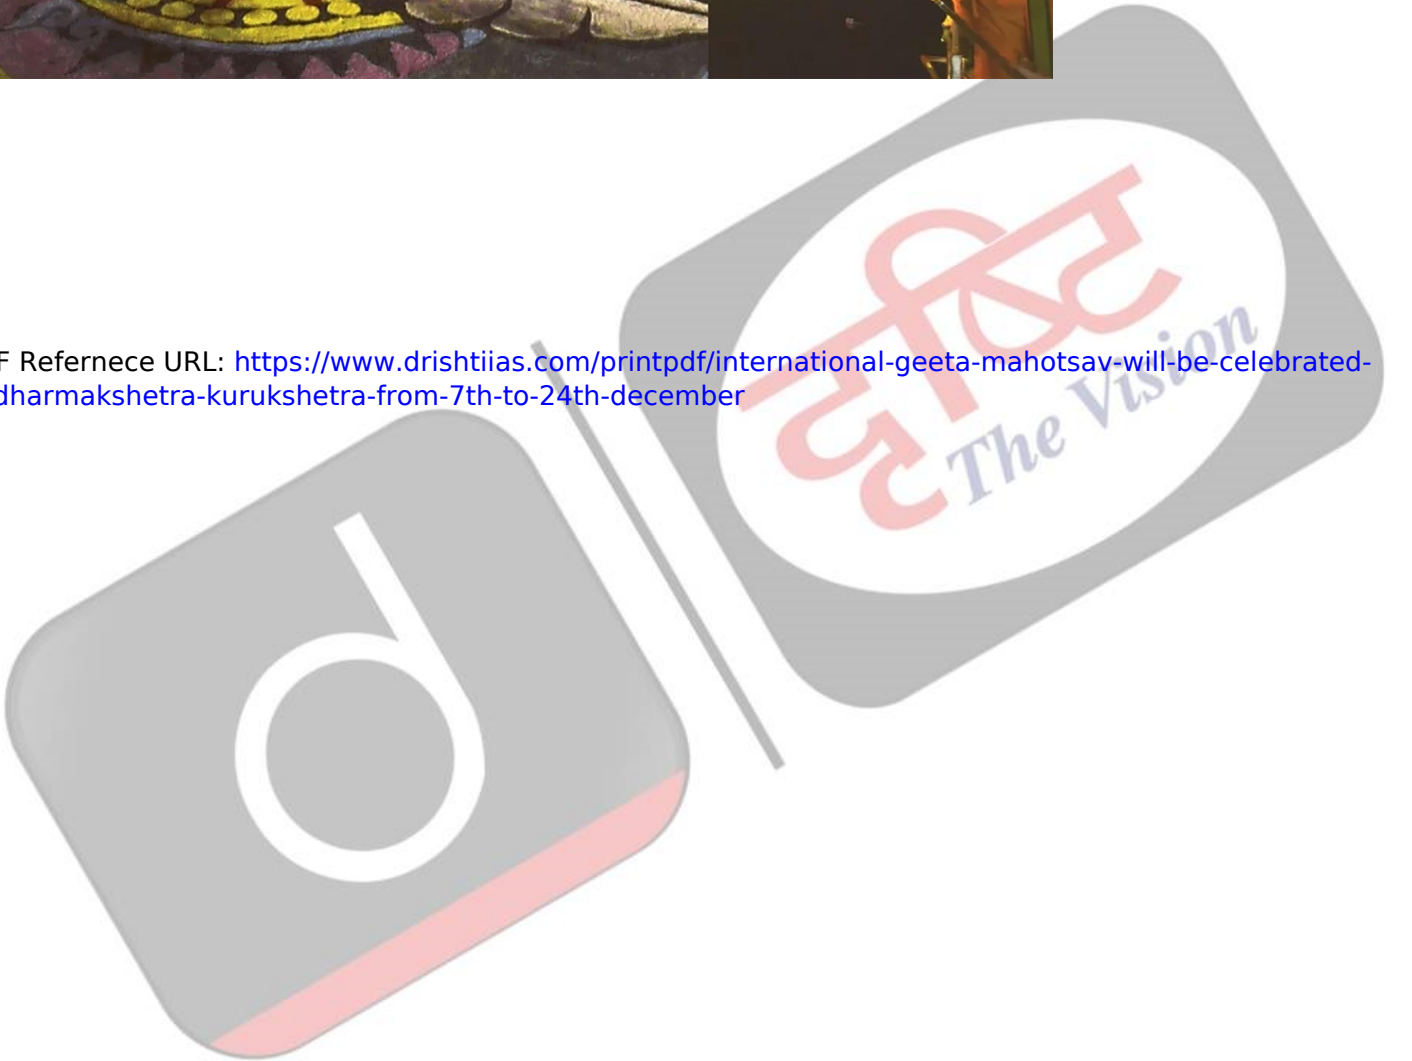 F Refernece URL: https://www.drishtiias.com/printpdf/international-geeta-mahotsav-will-be-celebrated-
dharmakshetra-kurukshetra-from-7th-to-24th-december
दृष्टि
The Vision
d